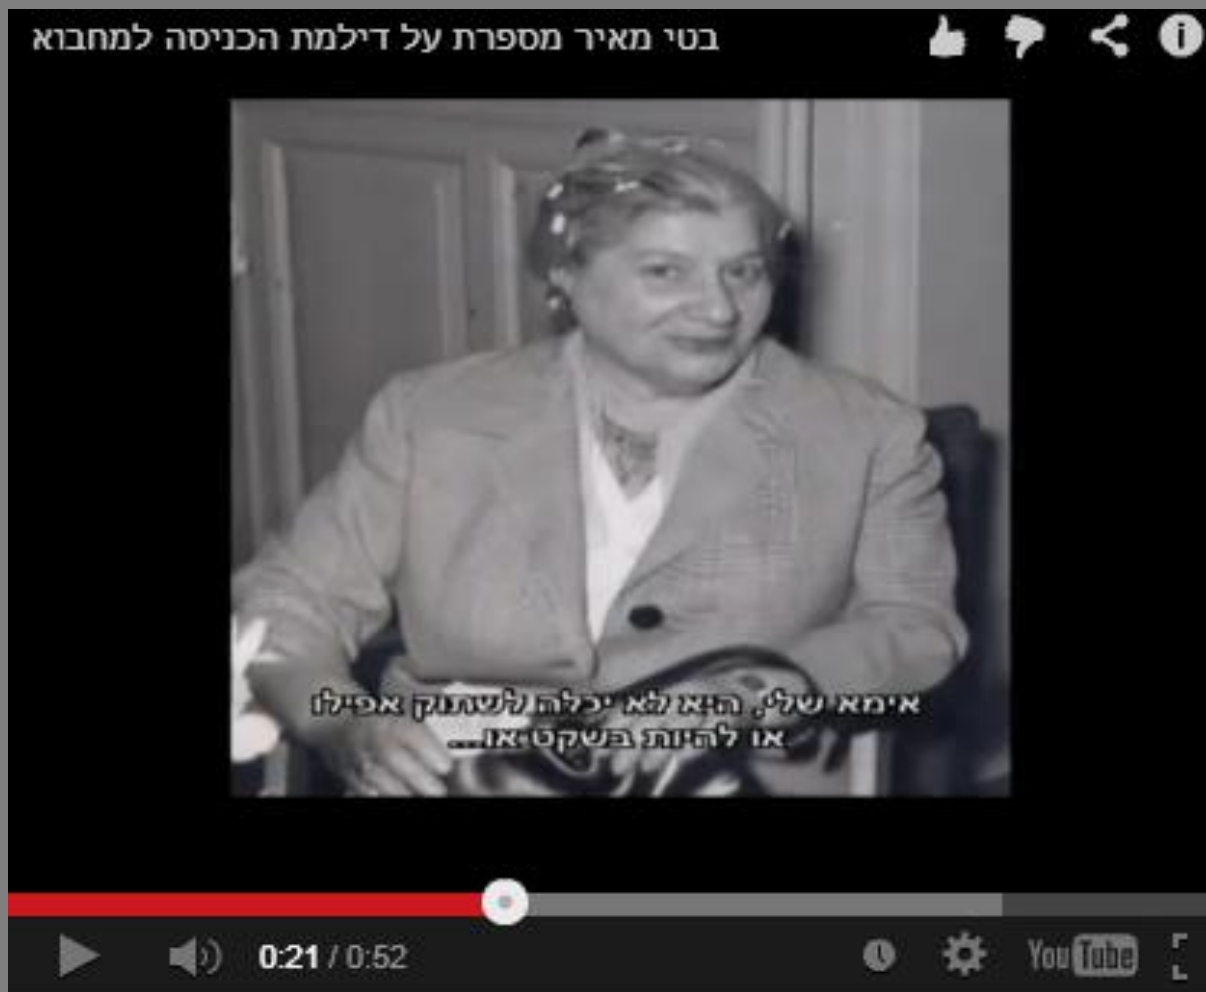 בטי מאיר מספרת על דילמת הכניסה למחבוא
אימא שלי, היא לא יכלה לשתוק אפילו
או להיות בשקט או...
0:21 / 0:52
YouTube